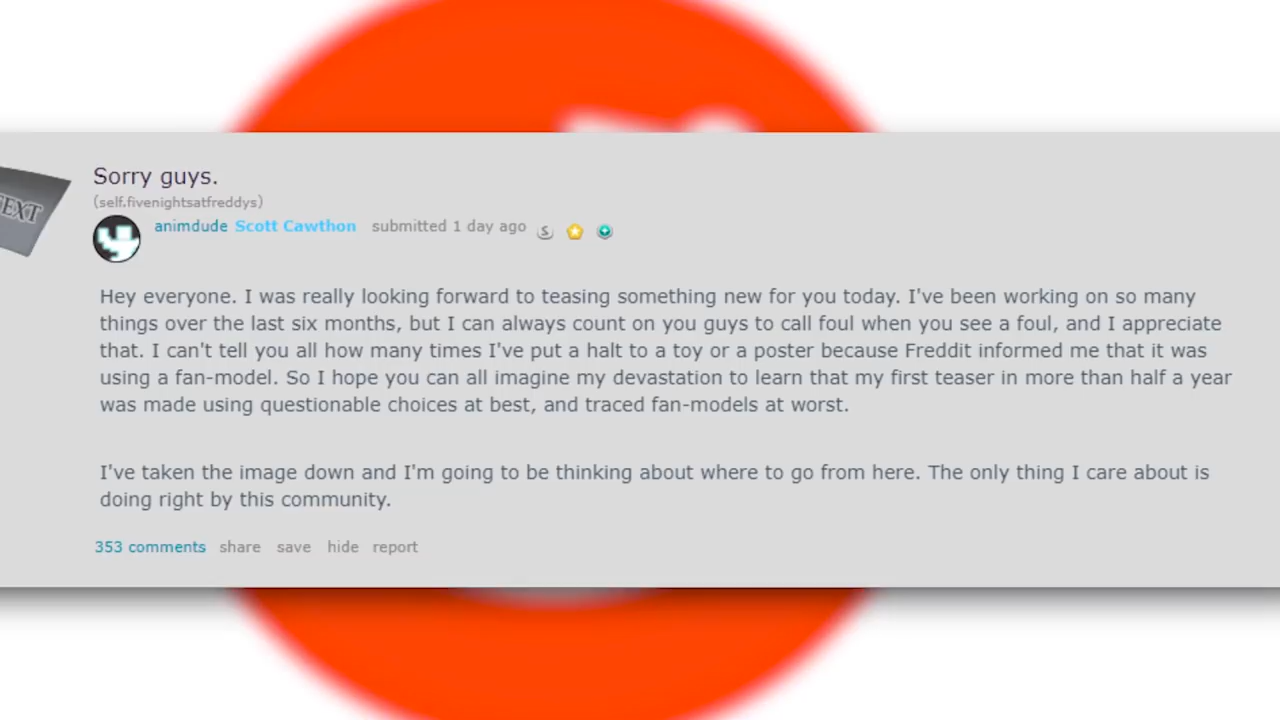 Sorry guys.
(self.fivenightsatfreddys)
TEXT
animdude Scott Cawthon submitted 1 day ago S
Hey everyone. I was really looking forward to teasing something new for you today. I've been working on so many
things over the last six months, but I can always count on you guys to call foul when you see a foul, and I appreciate
that. I can't tell you all how many times I've put a halt to a toy or a poster because Freddit informed me that it was
using a fan-model. So I hope you can all imagine my devastation to learn that my first teaser in more than half a year
was made using questionable choices at best, and traced fan-models at worst.
I've taken the image down and I'm going to be thinking about where to go from here. The only thing I care about is
doing right by this community.
353 comments share save hide report